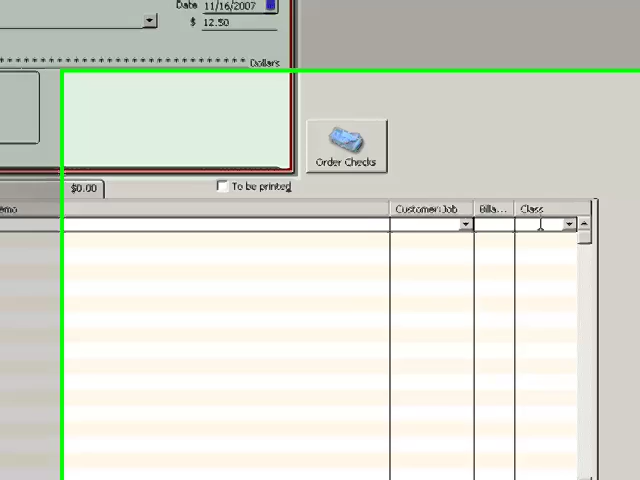 Date 11/16/2007
$ 12.50
Dollars
Order Checks
$0.00
To be printed
emo
Customer:Job
Billa...
Class